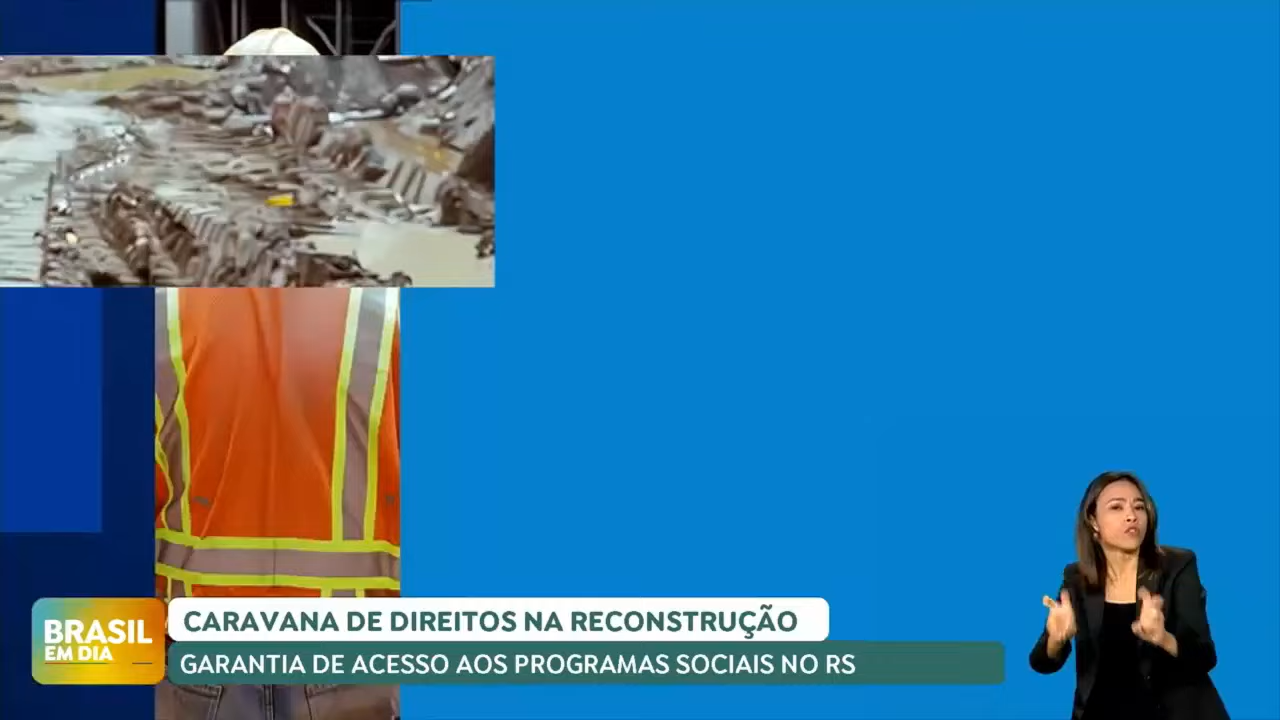 BRASIL
EM DIA
CARAVANA DE DIREITOS NA RECONSTRUÇÃO
GARANTIA DE ACESSO AOS PROGRAMAS SOCIAIS NO RS